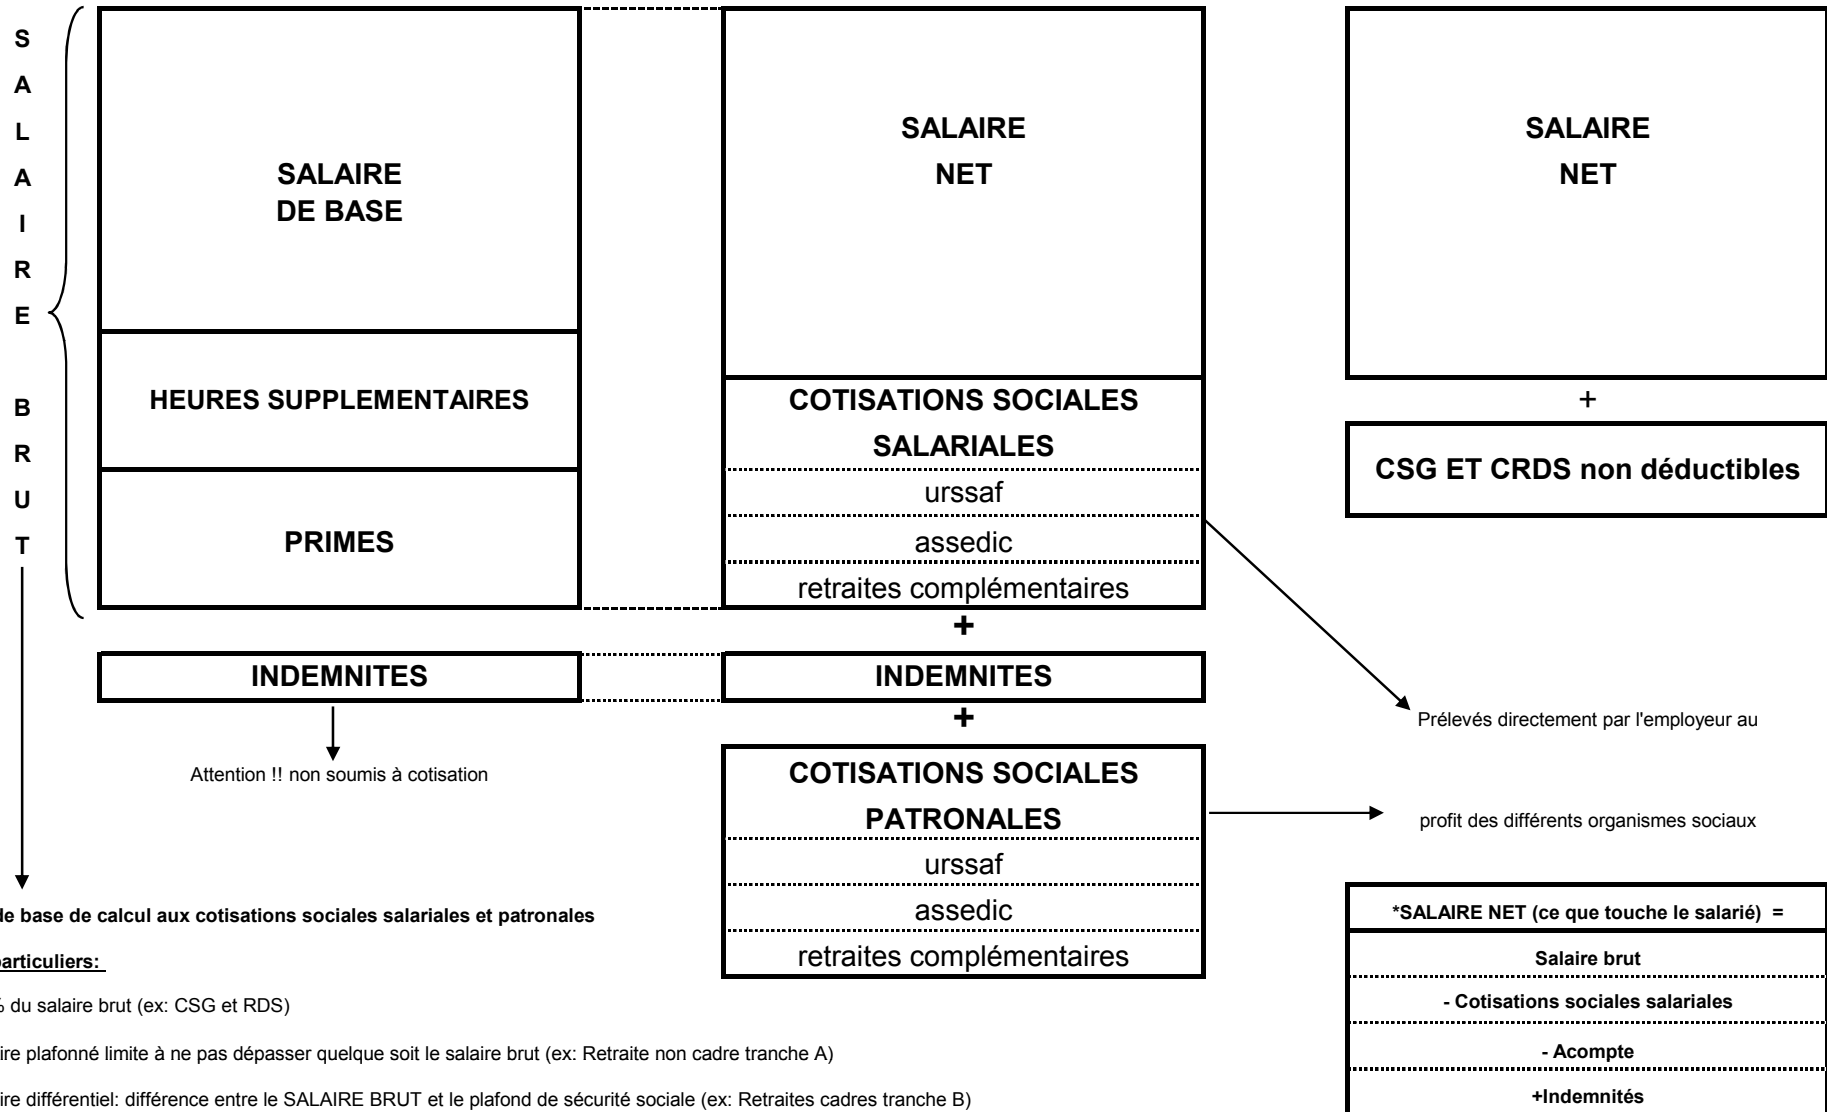 SALAIRE BRUT
SALAIRE
DE BASE
HEURES SUPPLEMENTAIRES
PRIMES
INDEMNITES
Attention !! non soumis à cotisation
SALAIRE
NET
COTISATIONS SOCIALES
SALARIALES
urssaf
assedic
retraites complémentaires
+
INDEMNITES
+
COTISATIONS SOCIALES
PATRONALES
urssaf
assedic
retraites complémentaires
SALAIRE
NET
+
CSG ET CRDS non déductibles
Prélevés directement par l'employeur au
profit des différents organismes sociaux
de base de calcul aux cotisations sociales salariales et patronales
particuliers:
% du salaire brut (ex: CSG et RDS)
ire plafonné limite à ne pas dépasser quelque soit le salaire brut (ex: Retraite non cadre tranche A)
ire différentiel: différence entre le SALAIRE BRUT et le plafond de sécurité sociale (ex: Retraites cadres tranche B)
*SALAIRE NET (ce que touche le salarié) =
Salaire brut
- Cotisations sociales salariales
- Acompte
+Indemnités